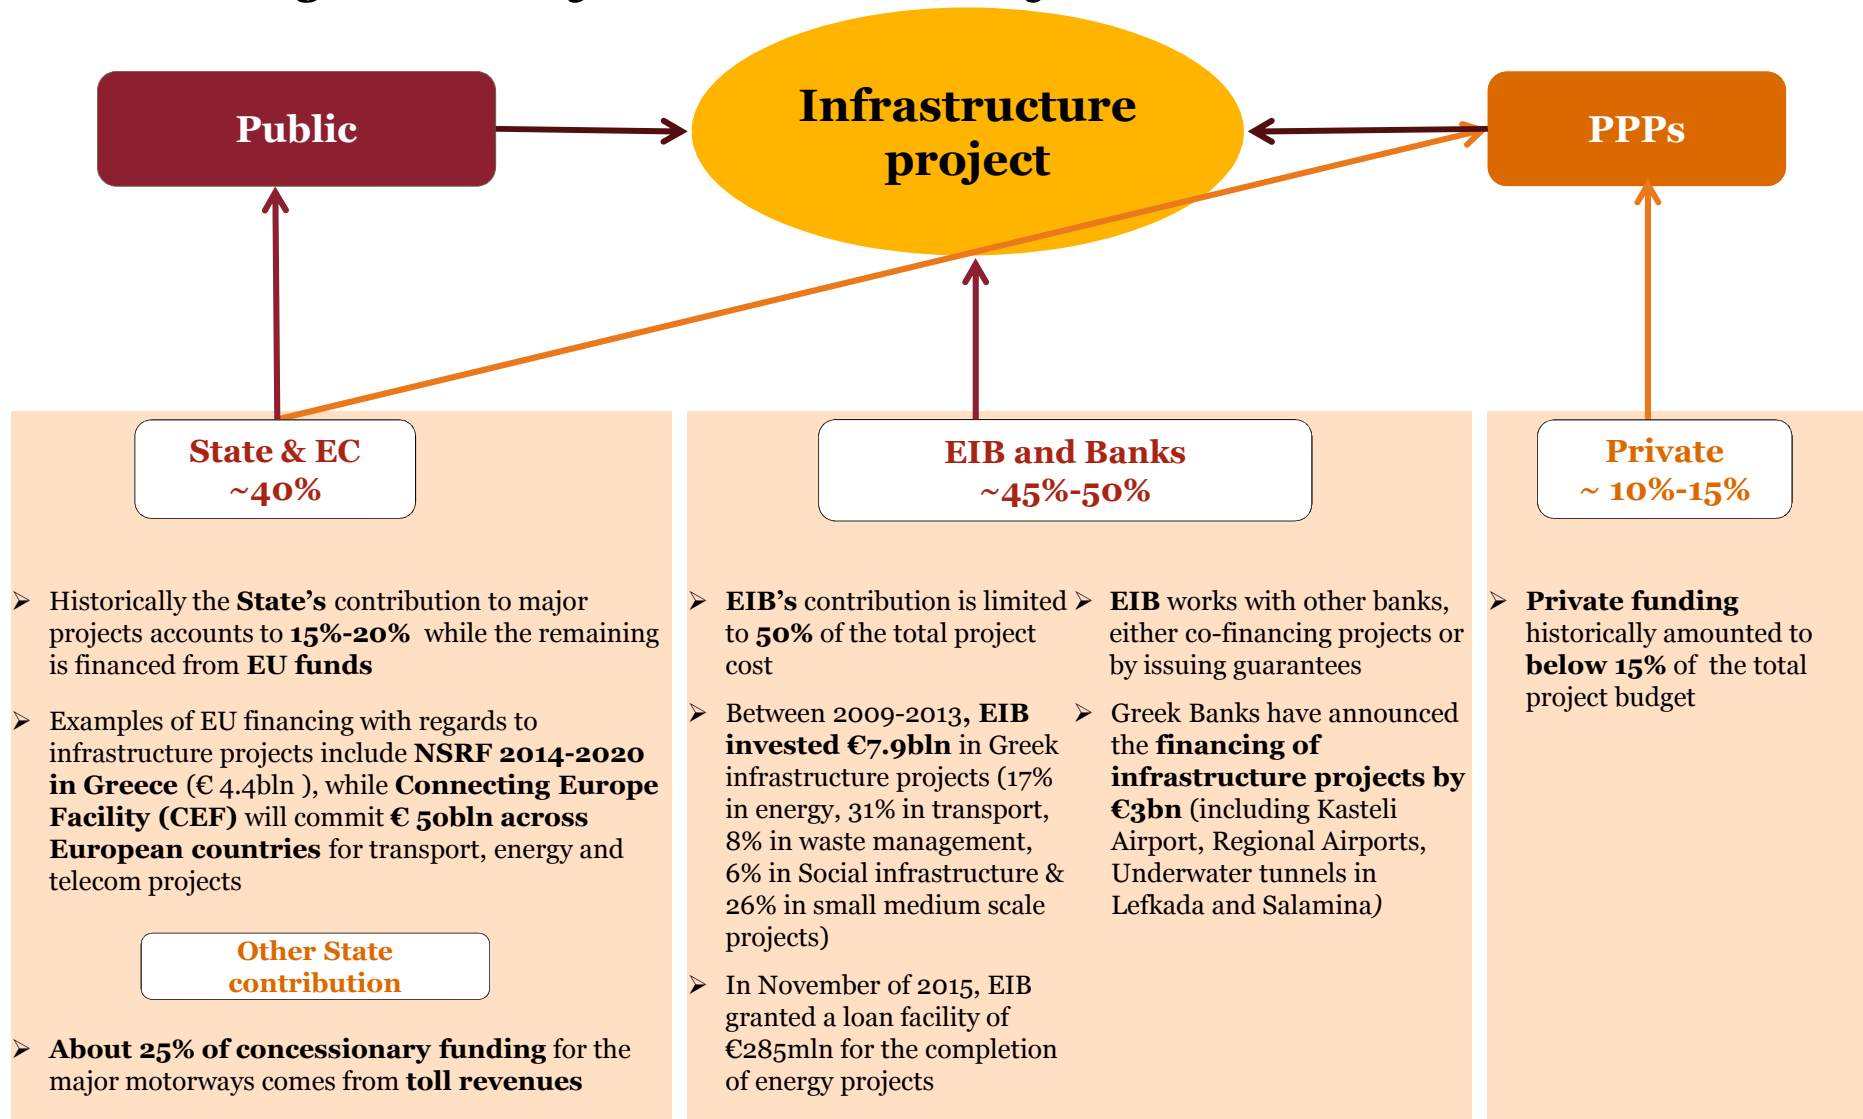 Infrastructure
project
Public
PPPs
State & EC
~40%
EIB and Banks
~45%-50%
Private
~ 10%-15%
➢ Historically the State's contribution to major
projects accounts to 15%-20% while the remaining
is financed from EU funds
➢ Examples of EU financing with regards to
infrastructure projects include NSRF 2014-2020
in Greece (€ 4.4bln ), while Connecting Europe
Facility (CEF) will commit € 50bln across
European countries for transport, energy and
telecom projects
Other State
contribution
➢ About 25% of concessionary funding for the
major motorways comes from toll revenues
➢ EIB's contribution is limited
to 50% of the total project
cost
➢ Between 2009-2013, EIB
invested €7.9bln in Greek
infrastructure projects (17%
in energy, 31% in transport,
8% in waste management,
6% in Social infrastructure &
26% in small medium scale
projects)
➢ In November of 2015, EIB
granted a loan facility of
€285mln for the completion
of energy projects
➢ EIB works with other banks,
either co-financing projects or
by issuing guarantees
➢ Greek Banks have announced
the financing of
infrastructure projects by
€3bn (including Kasteli
Airport, Regional Airports,
Underwater tunnels in
Lefkada and Salamina)
➢ Private funding
historically amounted to
below 15% of the total
project budget